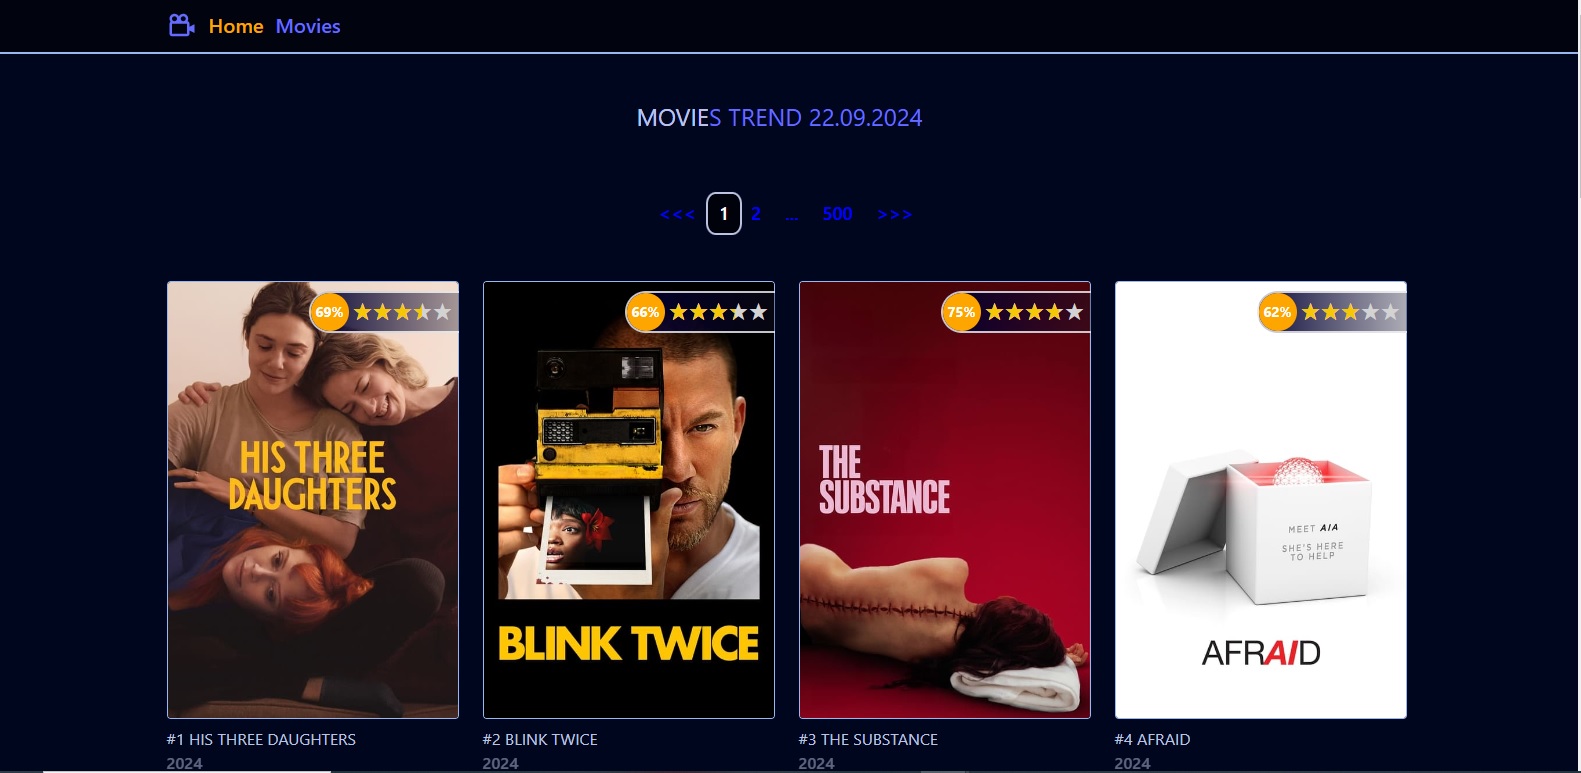 Home Movies
MOVIES TREND 22.09.2024
<<< 1 2 ... 500 >>>
69%
66%
75%
62%
HIS THREE
DAUGHTERS
BLINK TWICE
THE
SUBSTANCE
MEET AIA
SHE'S HERE
TO HELP
AFRAID
#1 HIS THREE DAUGHTERS
2024
#2 BLINK TWICE
2024
#3 THE SUBSTANCE
2024
#4 AFRAID
2024